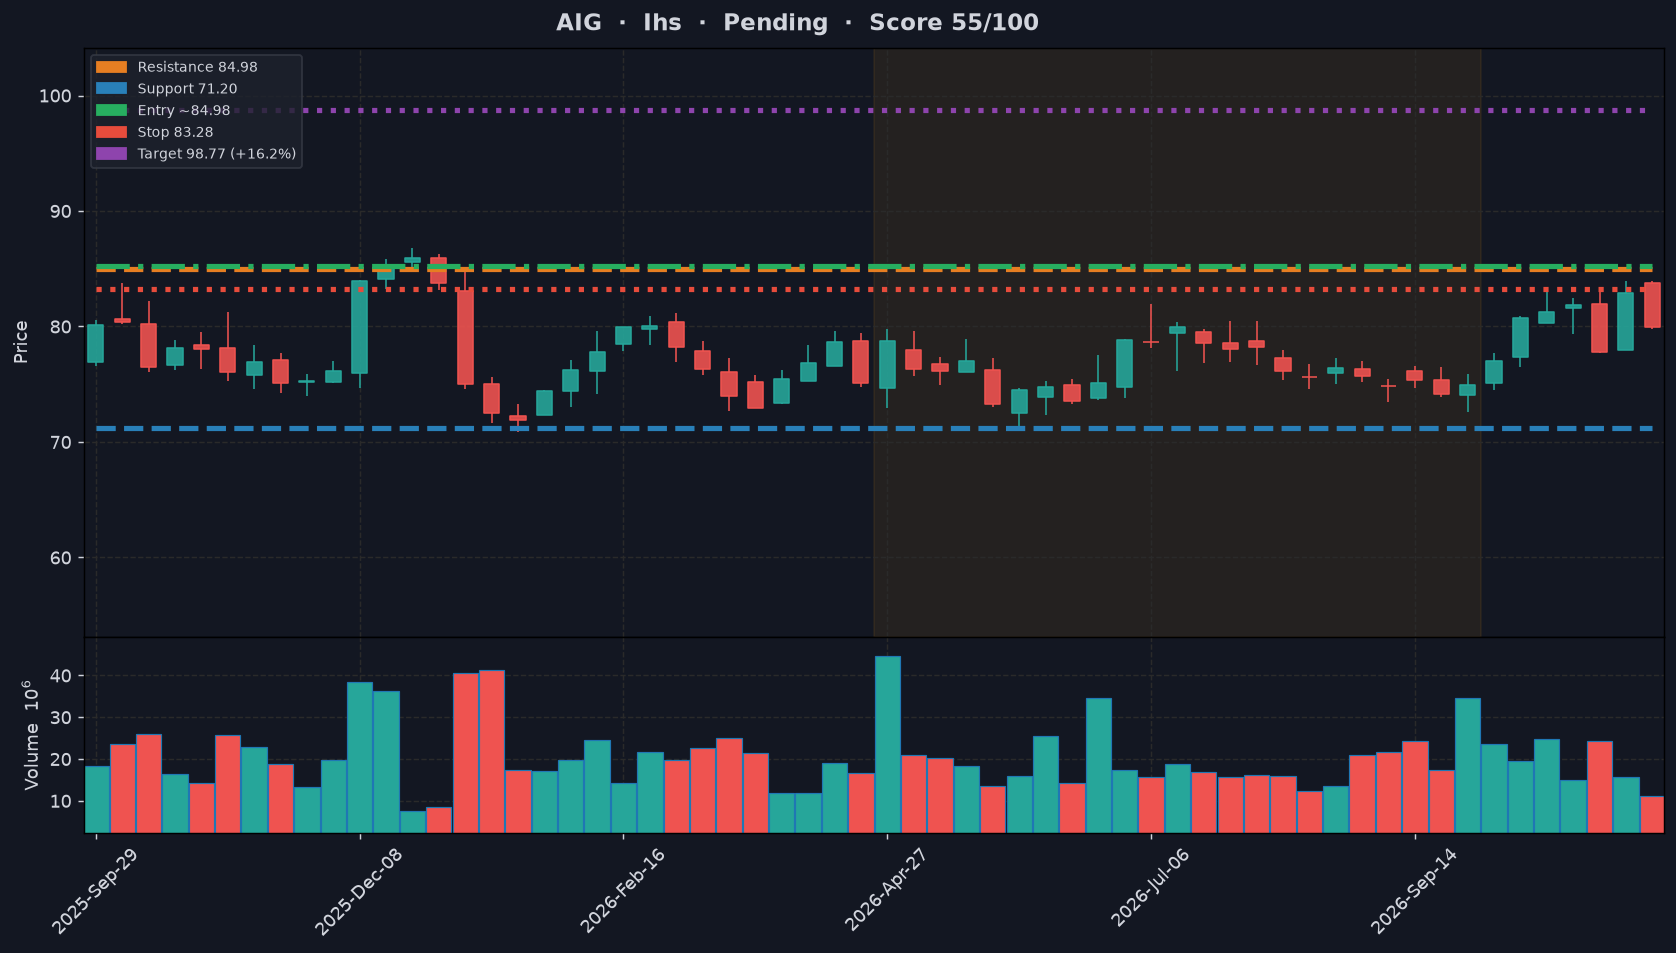 AIG · Ihs · Pending · Score 55/100
Resistance 84.98
Support 71.20
Entry ~84.98
Stop 83.28
Target 98.77 (+16.2%)
Price
100
90
80
70
60
Volume 10⁶
40
30
20
10
2025-Sep-29
2025-Dec-08
2026-Feb-16
2026-Apr-27
2026-Jul-06
2026-Sep-14